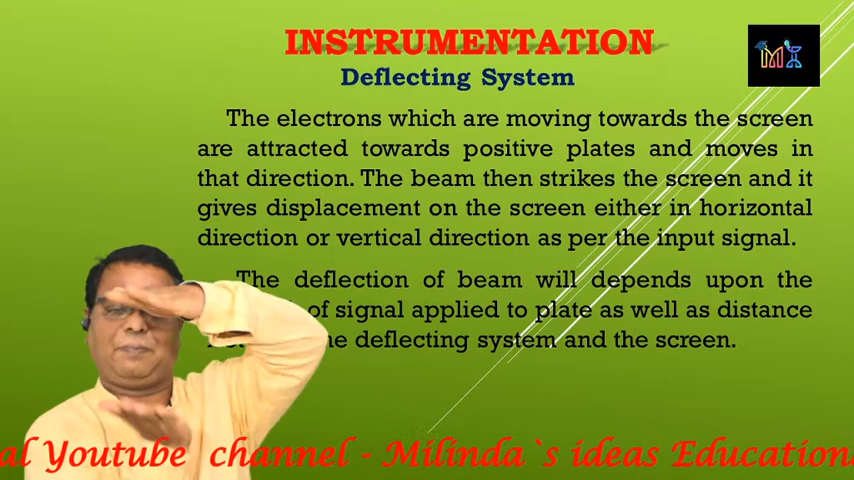 INSTRUMENTATION
Deflecting System
The electrons which are moving towards the screen
are attracted towards positive plates and moves in
that direction. The beam then strikes the screen and it
gives displacement on the screen either in horizontal
direction or vertical direction as per the input signal.
The deflection of beam will depends upon the
of signal applied to plate as well as distance
the deflecting system and the screen.
al Youtube channel - Milinda`s ideas Educationa